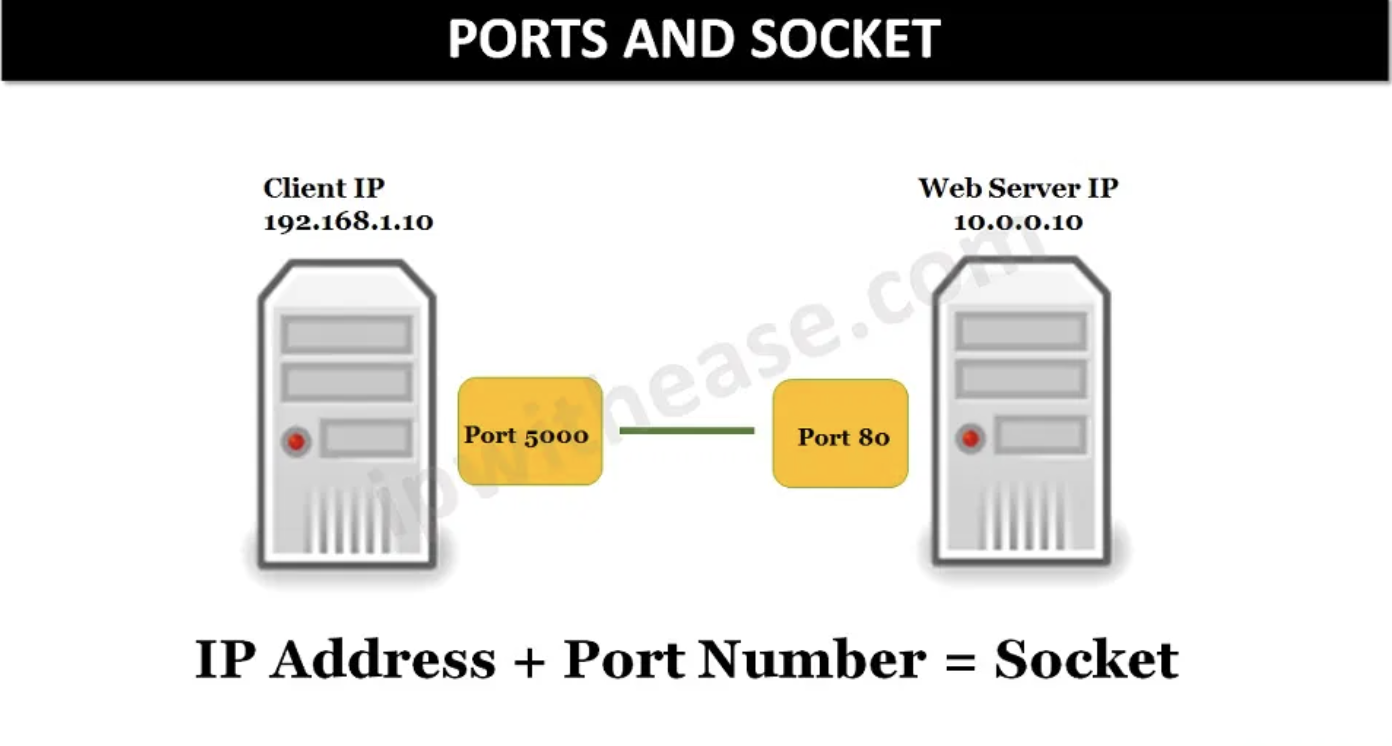 PORTS AND SOCKET
Client IP
192.168.1.10
Web Server IP
10.0.0.10
Port 5000
Port 80
ipwithease.com
IP Address + Port Number = Socket